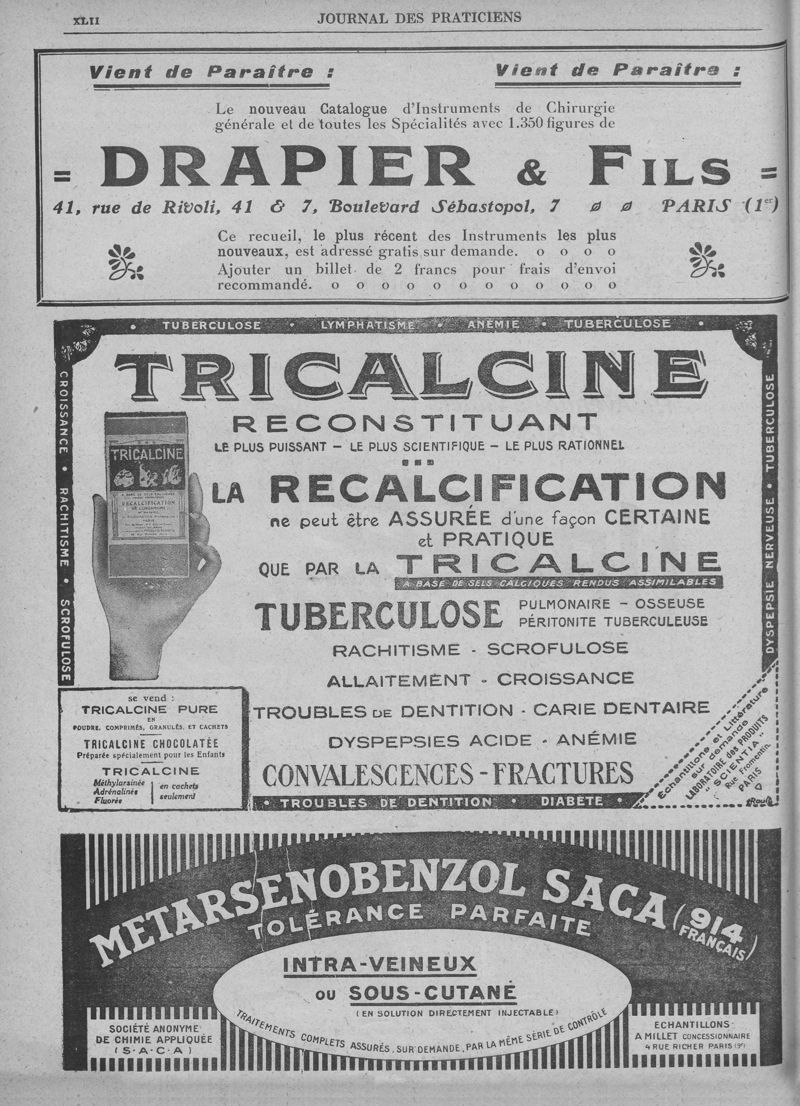 XLII JOURNAL DES PRATICIENS
Vient de Paraître : Vient de Paraître :
Le nouveau Catalogue d'Instruments de Chirurgie
générale et de toutes les Spécialités avec 1.350 figures de
= DRAPIER & FILS =
41, rue de Rivoli, 41 & 7, Boulevard Sébastopol, 7 PARIS (1er)
Ce recueil, le plus récent des Instruments les plus
nouveaux, est adressé gratis sur demande. o o o o
Ajouter un billet de 2 francs pour frais d'envoi
recommandé. o o o o o o o o o o o o
• TUBERCULOSE • LYMPHATISME • ANÉMIE • TUBERCULOSE •
CROISSANCE • RACHITISME • SCROFULOSE
DYSPEPSIE NERVEUSE • TUBERCULOSE
TRICALCINE
RECONSTITUANT
LE PLUS PUISSANT – LE PLUS SCIENTIFIQUE – LE PLUS RATIONNEL
TRICALCINE
RECALCIFICATION
PARIS
LA RECALCIFICATION
ne peut être ASSURÉE d'une façon CERTAINE
et PRATIQUE
QUE PAR LA TRICALCINE
A BASE DE SELS CALCIQUES RENDUS ASSIMILABLES
TUBERCULOSE PULMONAIRE – OSSEUSE
PÉRITONITE TUBERCULEUSE
RACHITISME - SCROFULOSE
ALLAITEMENT - CROISSANCE
TROUBLES DE DENTITION - CARIE DENTAIRE
DYSPEPSIES ACIDE - ANÉMIE
CONVALESCENCES - FRACTURES
• TROUBLES DE DENTITION • DIABÈTE •
se vend :
TRICALCINE PURE
EN
POUDRE, COMPRIMÉS, GRANULÉS, ET CACHETS
TRICALCINE CHOCOLATÉE
Préparée spécialement pour les Enfants
TRICALCINE
Méthylarsinée
Adrénalinée
Fluorée
en cachets
seulement
Echantillons et Littérature
sur demande
LABORATOIRE des PRODUITS
" SCIENTIA "
Rue Fromentin.
PARIS
METARSENOBENZOL SACA (914 FRANÇAIS)
TOLÉRANCE PARFAITE
INTRA-VEINEUX
OU SOUS-CUTANÉ
(EN SOLUTION DIRECTEMENT INJECTABLE)
TRAITEMENTS COMPLETS ASSURÉS, SUR DEMANDE, PAR LA MÊME SÉRIE DE CONTRÔLE
SOCIÉTÉ ANONYME
DE CHIMIE APPLIQUÉE
(S·A·C·A)
ECHANTILLONS
A MILLET CONCESSIONNAIRE
4 RUE RICHER PARIS (9e)